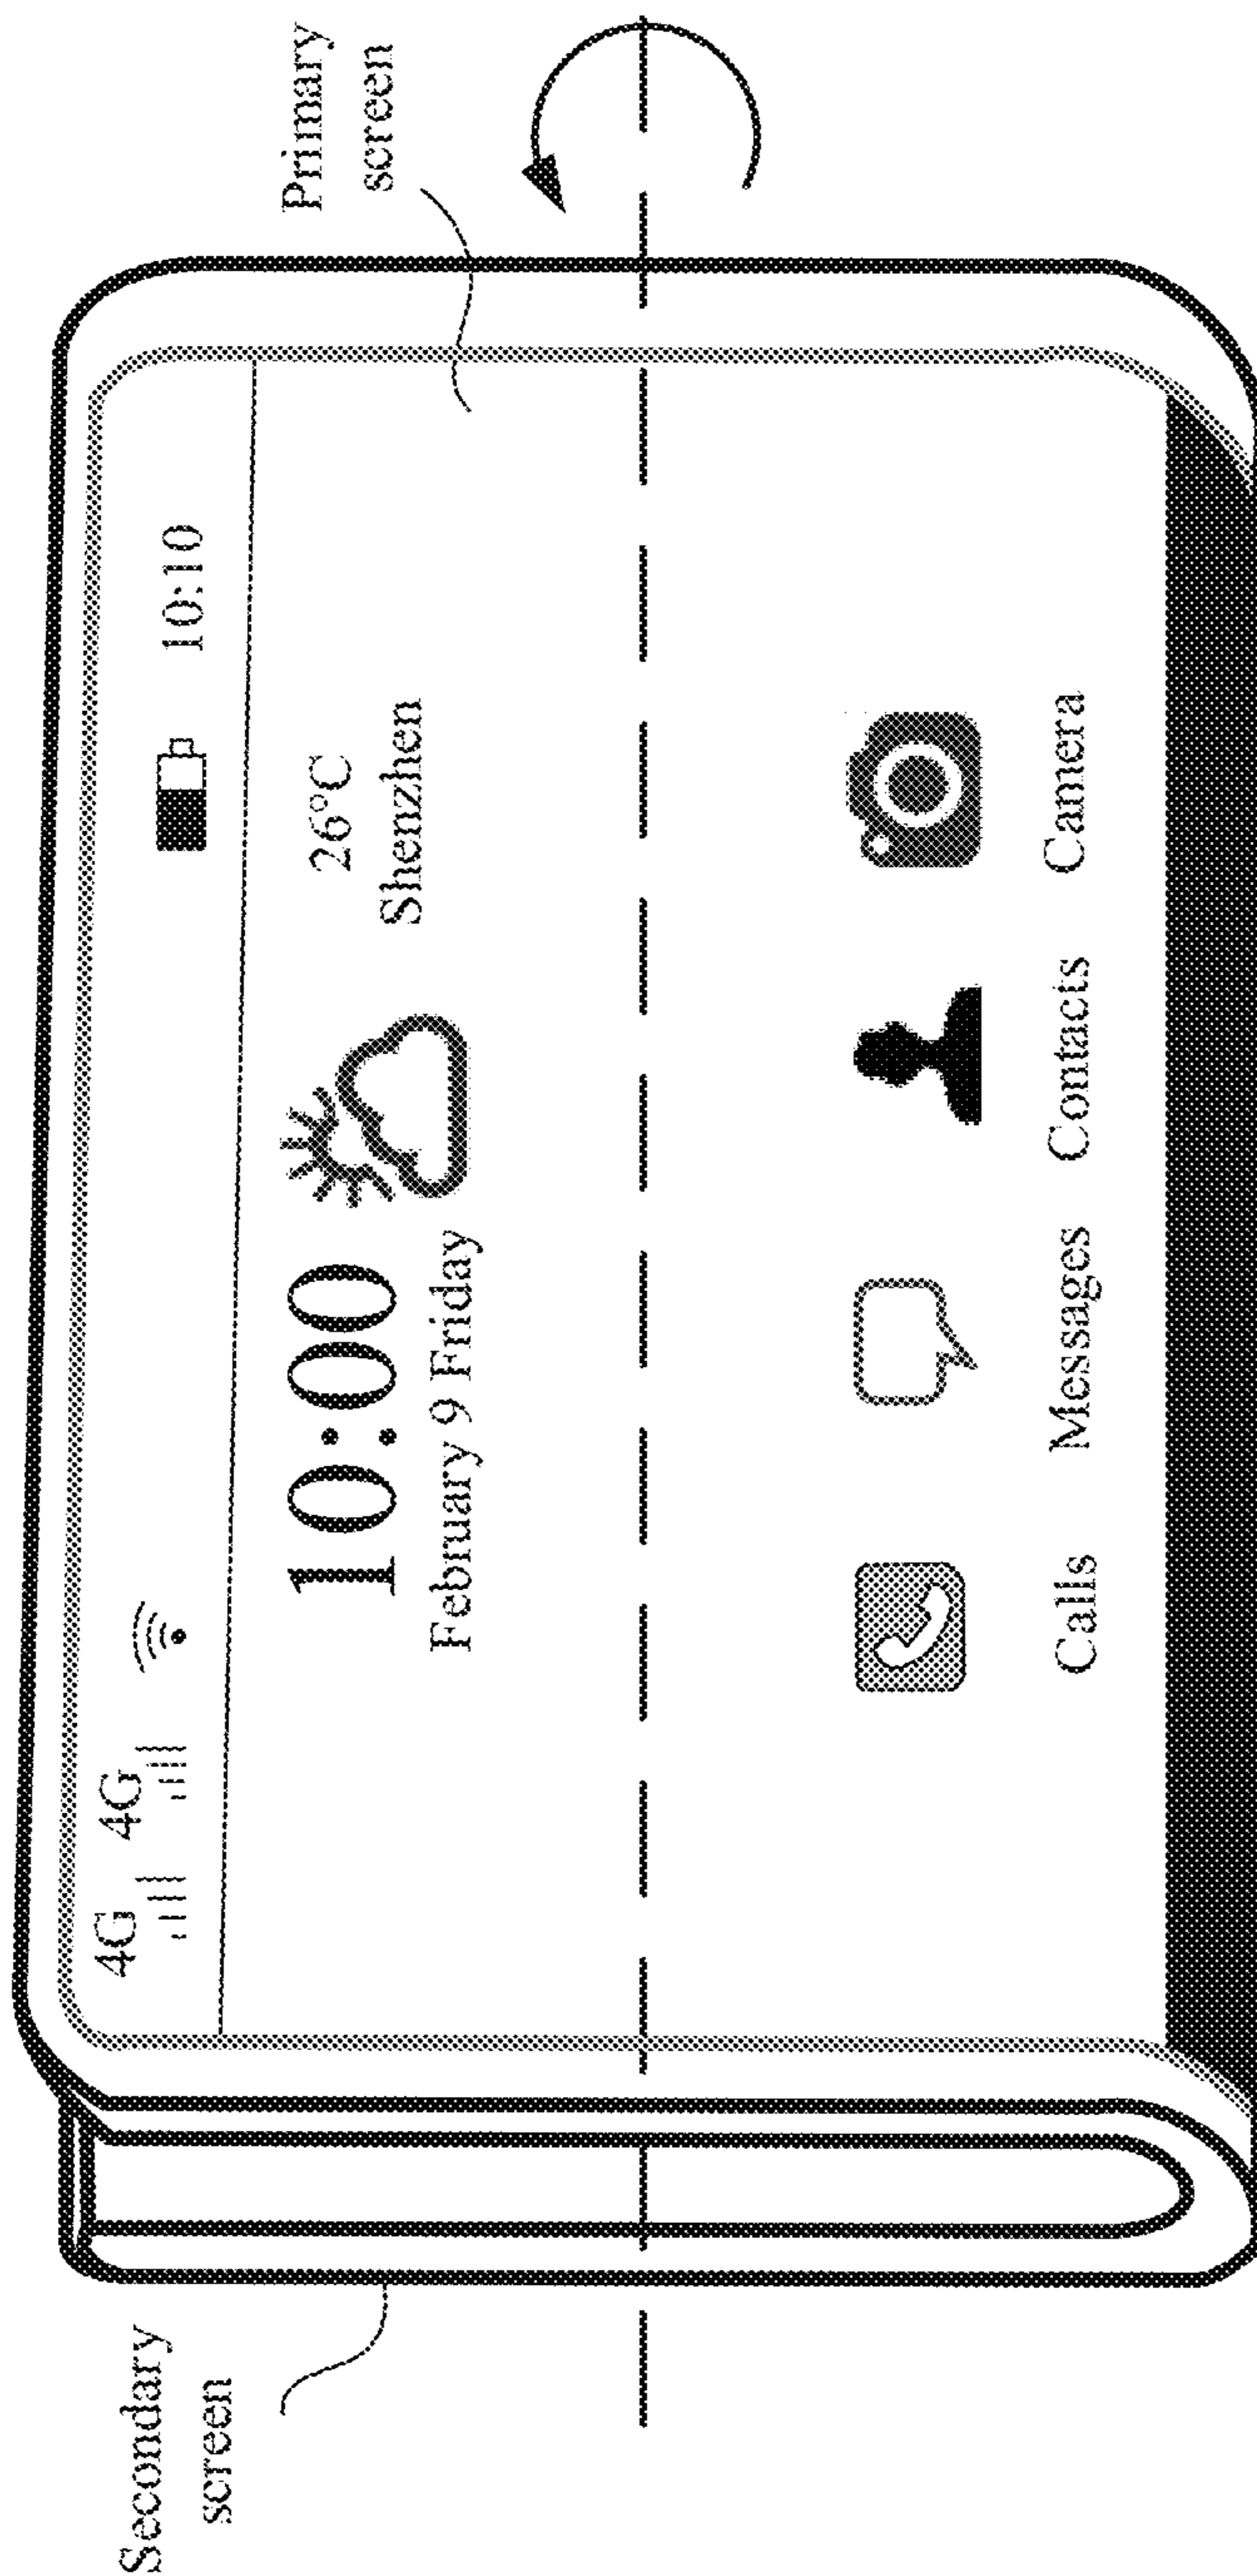 Secondary
screen
Primary
screen
4G 4G
10:10
10:00
February 9 Friday
26°C
Shenzhen
Calls Messages Contacts Camera